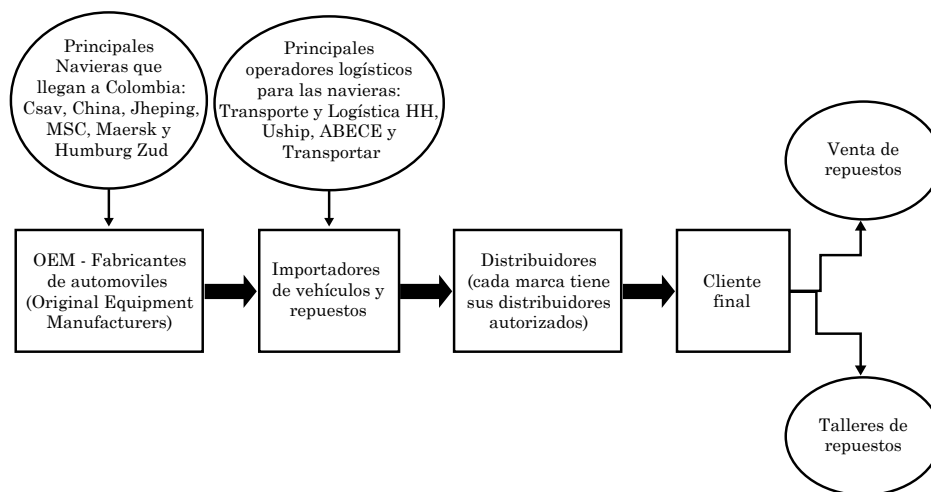 Principales
Navieras que
llegan a Colombia:
Csav, China, Jheping,
MSC, Maersk y
Humburg Zud
Principales
operadores logísticos
para las navieras:
Transporte y Logística HH,
Uship, ABECE y
Transportar
Venta de
repuestos
OEM - Fabricantes
de automoviles
(Original Equipment
Manufacturers)
Importadores
de vehículos y
repuestos
Distribuidores
(cada marca tiene
sus distribuidores
autorizados)
Cliente
final
Talleres de
repuestos